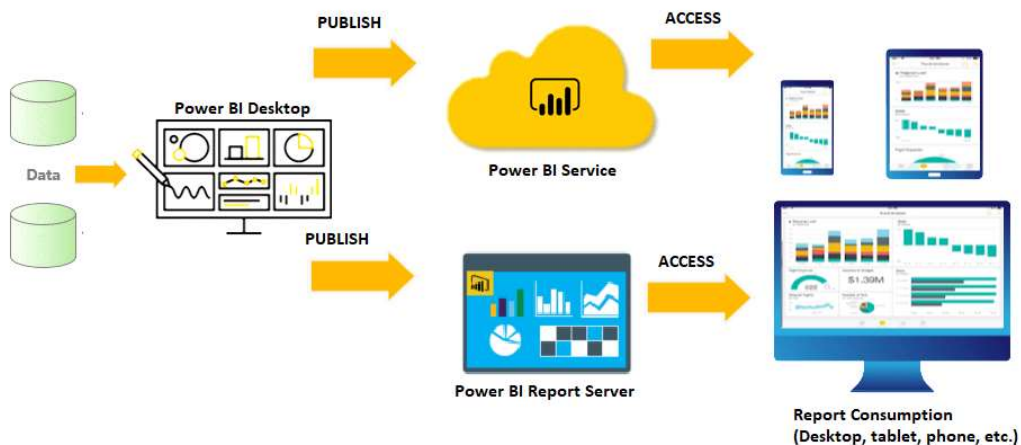 PUBLISH
ACCESS
Power BI Desktop
Data
Power BI Service
PUBLISH
ACCESS
$1.39M
Power BI Report Server
Report Consumption
(Desktop, tablet, phone, etc.)